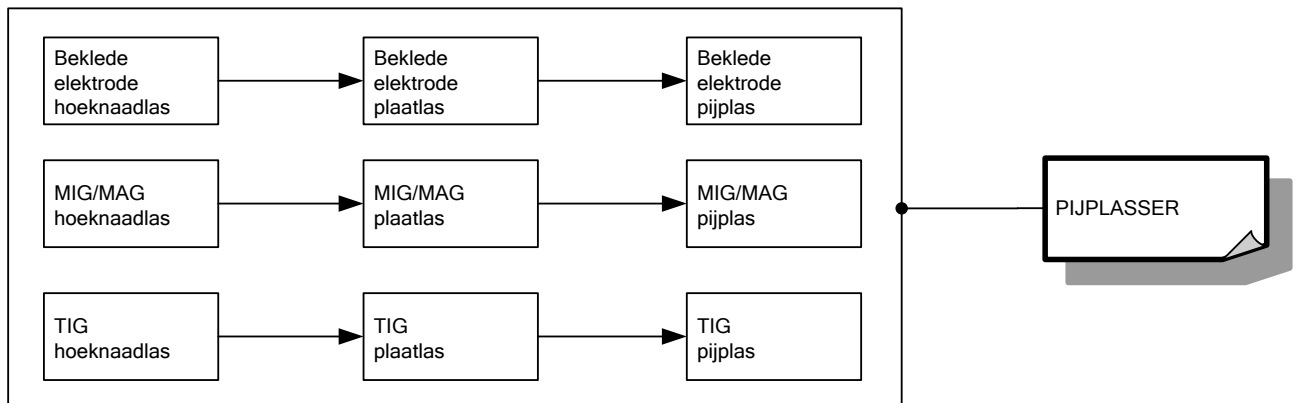 Beklede
elektrode
hoeknaadlas
Beklede
elektrode
plaatlas
Beklede
elektrode
pijplas
MIG/MAG
hoeknaadlas
MIG/MAG
plaatlas
MIG/MAG
pijplas
PIJPLASSER
TIG
hoeknaadlas
TIG
plaatlas
TIG
pijplas